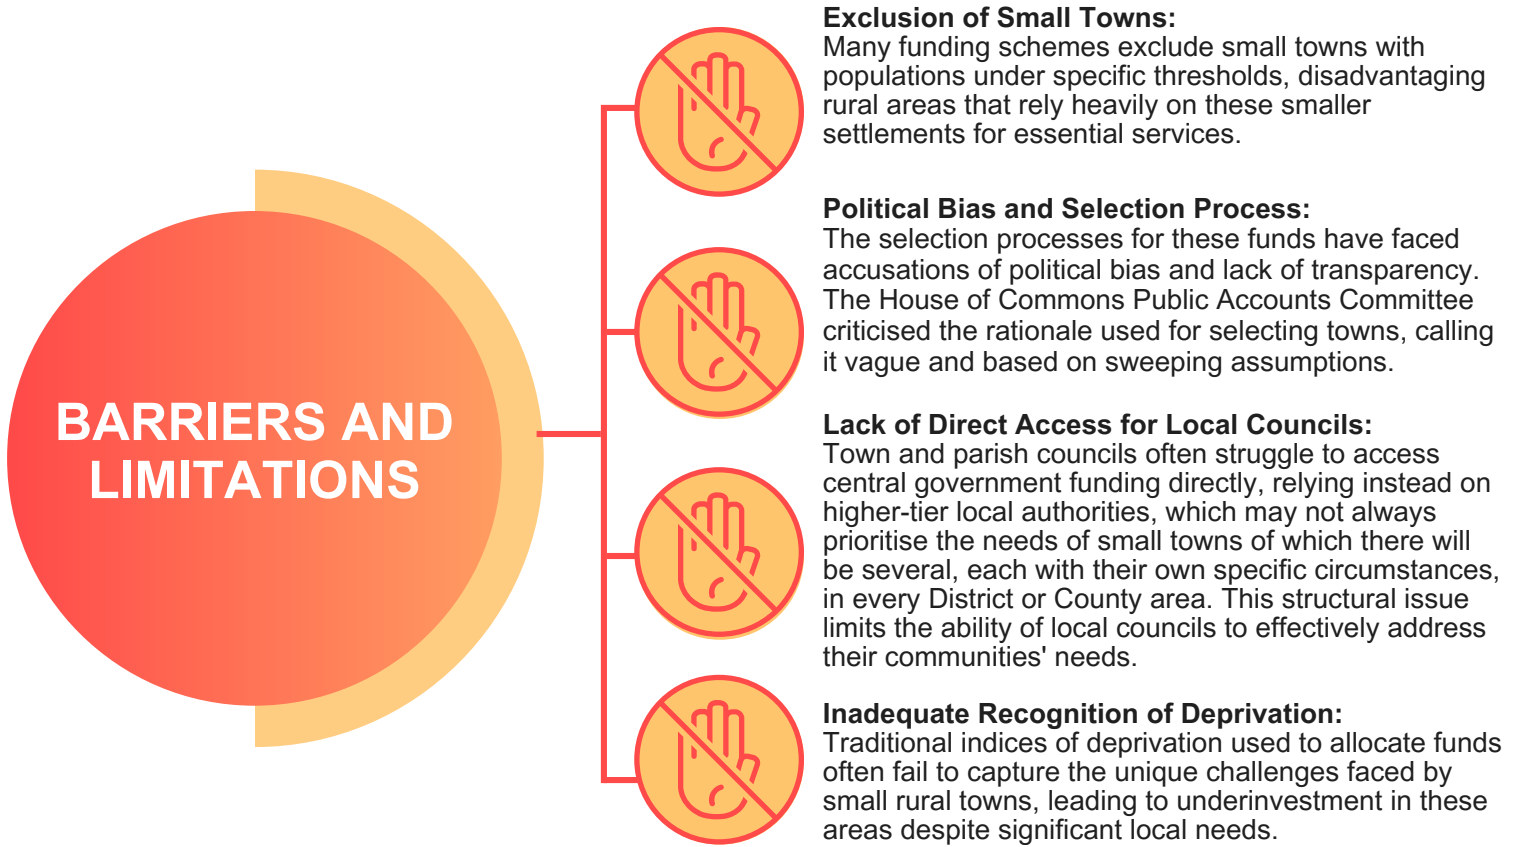 BARRIERS AND
LIMITATIONS
Exclusion of Small Towns:
Many funding schemes exclude small towns with
populations under specific thresholds, disadvantaging
rural areas that rely heavily on these smaller
settlements for essential services.
Political Bias and Selection Process:
The selection processes for these funds have faced
accusations of political bias and lack of transparency.
The House of Commons Public Accounts Committee
criticised the rationale used for selecting towns, calling
it vague and based on sweeping assumptions.
Lack of Direct Access for Local Councils:
Town and parish councils often struggle to access
central government funding directly, relying instead on
higher-tier local authorities, which may not always
prioritise the needs of small towns of which there will
be several, each with their own specific circumstances,
in every District or County area. This structural issue
limits the ability of local councils to effectively address
their communities' needs.
Inadequate Recognition of Deprivation:
Traditional indices of deprivation used to allocate funds
often fail to capture the unique challenges faced by
small rural towns, leading to underinvestment in these
areas despite significant local needs.